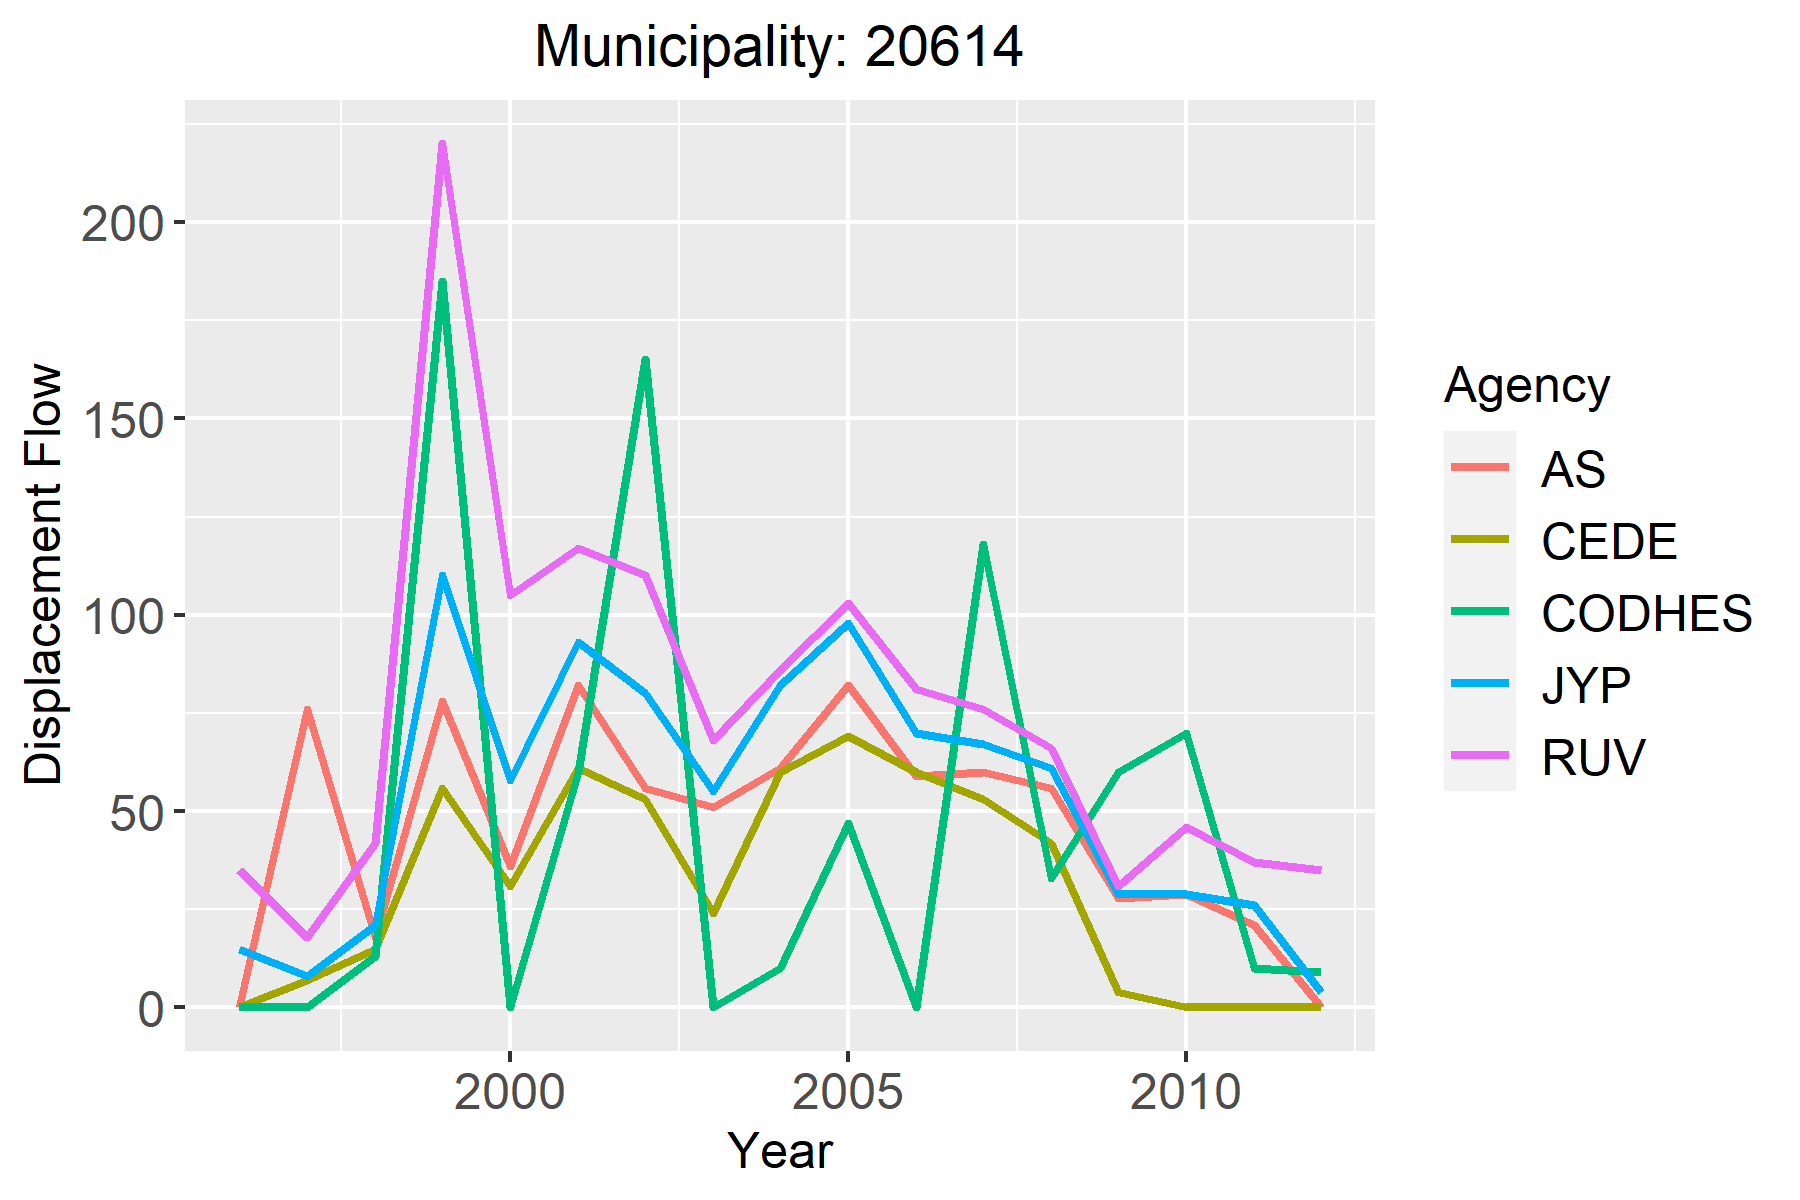 Municipality: 20614
Displacement Flow
200
150
100
50
0
2000 2005 2010
Year
Agency
AS
CEDE
CODHES
JYP
RUV